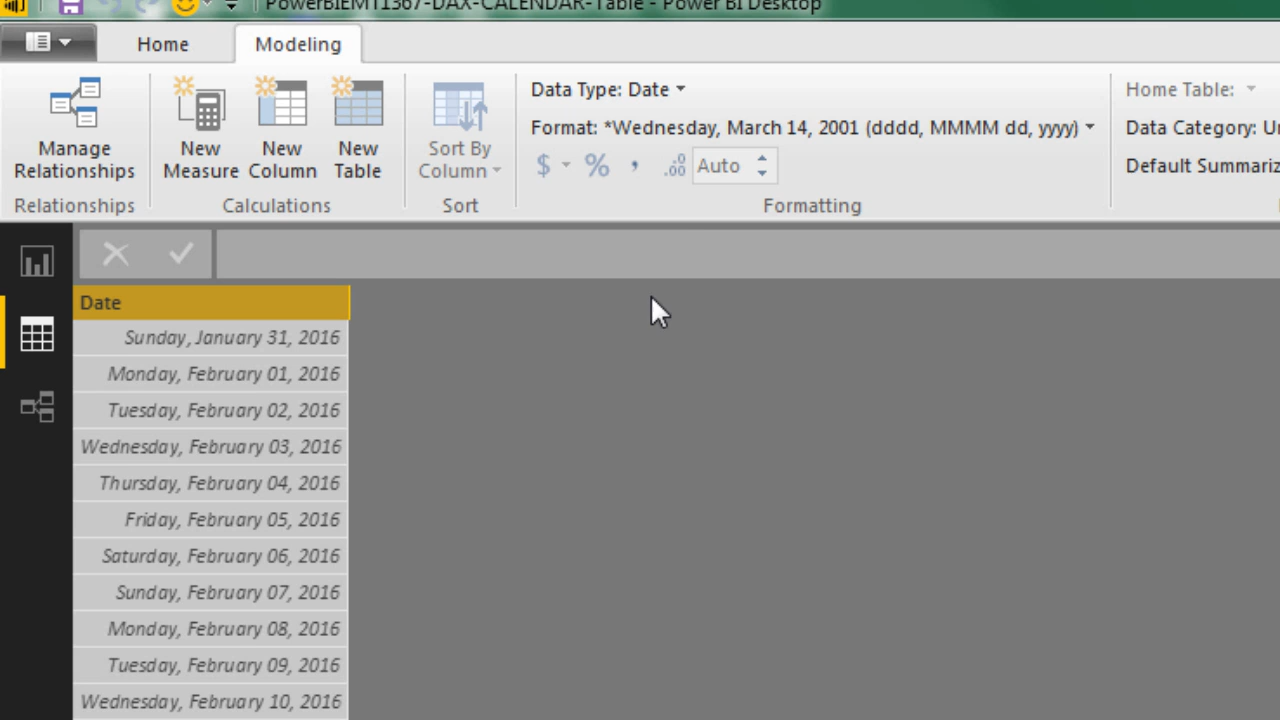 PowerBIEMT1367-DAX-CALENDAR-Table - Power BI Desktop
Home Modeling
Manage Relationships
New Measure
New Column
New Table
Sort By Column
Data Type: Date
Format: *Wednesday, March 14, 2001 (dddd, MMMM dd, yyyy)
$ % , .0 .00 Auto
Home Table:
Data Category:
Default
Relationships Calculations Sort Formatting
Date
Sunday, January 31, 2016
Monday, February 01, 2016
Tuesday, February 02, 2016
Wednesday, February 03, 2016
Thursday, February 04, 2016
Friday, February 05, 2016
Saturday, February 06, 2016
Sunday, February 07, 2016
Monday, February 08, 2016
Tuesday, February 09, 2016
Wednesday, February 10, 2016